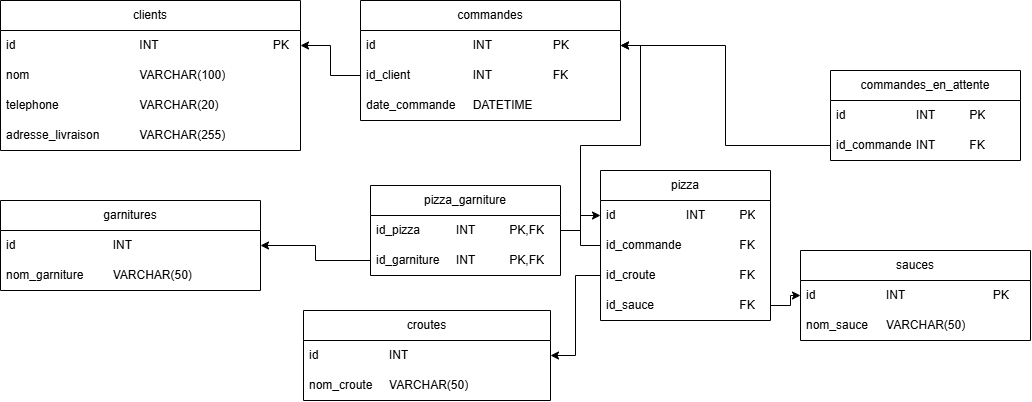 clients
id INT PK
nom VARCHAR(100)
telephone VARCHAR(20)
adresse_livraison VARCHAR(255)
commandes
id INT PK
id_client INT FK
date_commande DATETIME
commandes_en_attente
id INT PK
id_commande INT FK
garnitures
id INT
nom_garniture VARCHAR(50)
pizza_garniture
id_pizza INT PK,FK
id_garniture INT PK,FK
pizza
id INT PK
id_commande FK
id_croute FK
id_sauce FK
sauces
id INT PK
nom_sauce VARCHAR(50)
croutes
id INT
nom_croute VARCHAR(50)